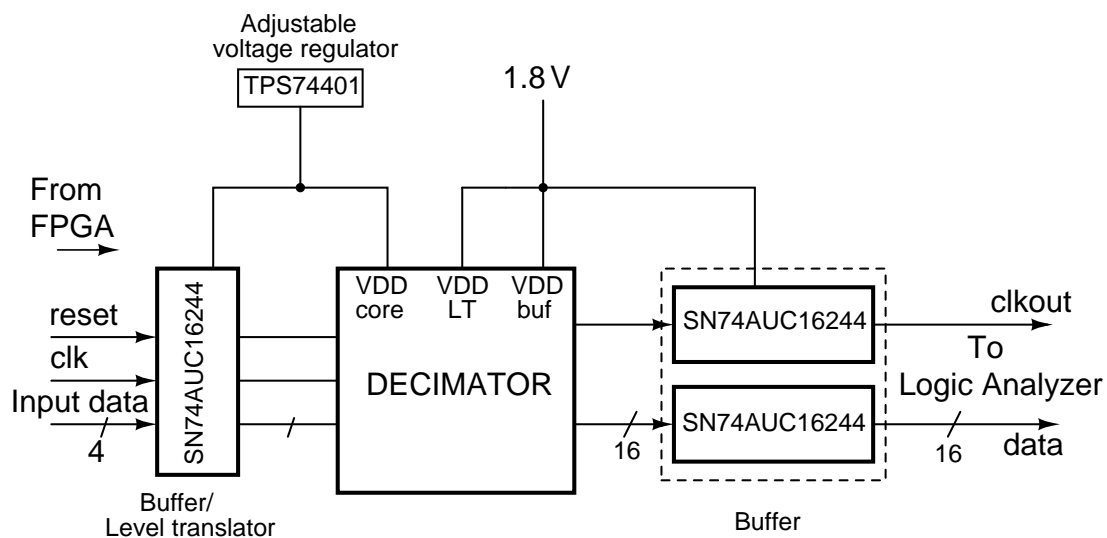 Adjustable
voltage regulator
TPS74401
1.8 V
From
FPGA
reset
clk
Input data
4
SN74AUC16244
Buffer/
Level translator
VDD
core
VDD
LT
VDD
buf
DECIMATOR
16
SN74AUC16244
SN74AUC16244
Buffer
clkout
To
Logic Analyzer
16
data